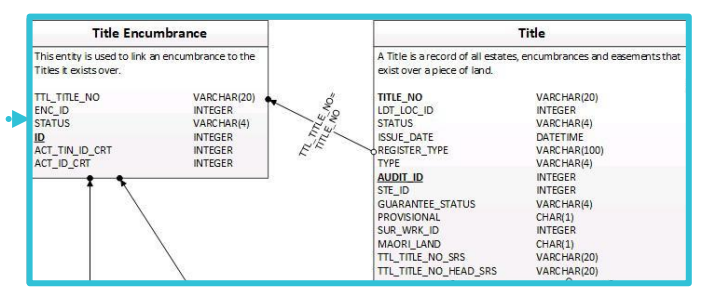 Title Encumbrance
This entity is used to link an encumbrance to the
Titles it exists over.
TTL_TITLE_NO VARCHAR(20)
ENC_ID INTEGER
STATUS VARCHAR(4)
ID INTEGER
ACT_TIN_ID_CRT INTEGER
ACT_ID_CRT INTEGER
TTL_TITLE_NO=
TITLE_NO
Title
A Title is a record of all estates, encumbrances and easements that
exist over a piece of land.
TITLE_NO VARCHAR(20)
LDT_LOC_ID INTEGER
STATUS VARCHAR(4)
ISSUE_DATE DATETIME
REGISTER_TYPE VARCHAR(100)
TYPE VARCHAR(4)
AUDIT_ID INTEGER
STE_ID INTEGER
GUARANTEE_STATUS VARCHAR(4)
PROVISIONAL CHAR(1)
SUR_WRK_ID INTEGER
MAORI_LAND CHAR(1)
TTL_TITLE_NO_SRS VARCHAR(20)
TTL_TITLE_NO_HEAD_SRS VARCHAR(20)